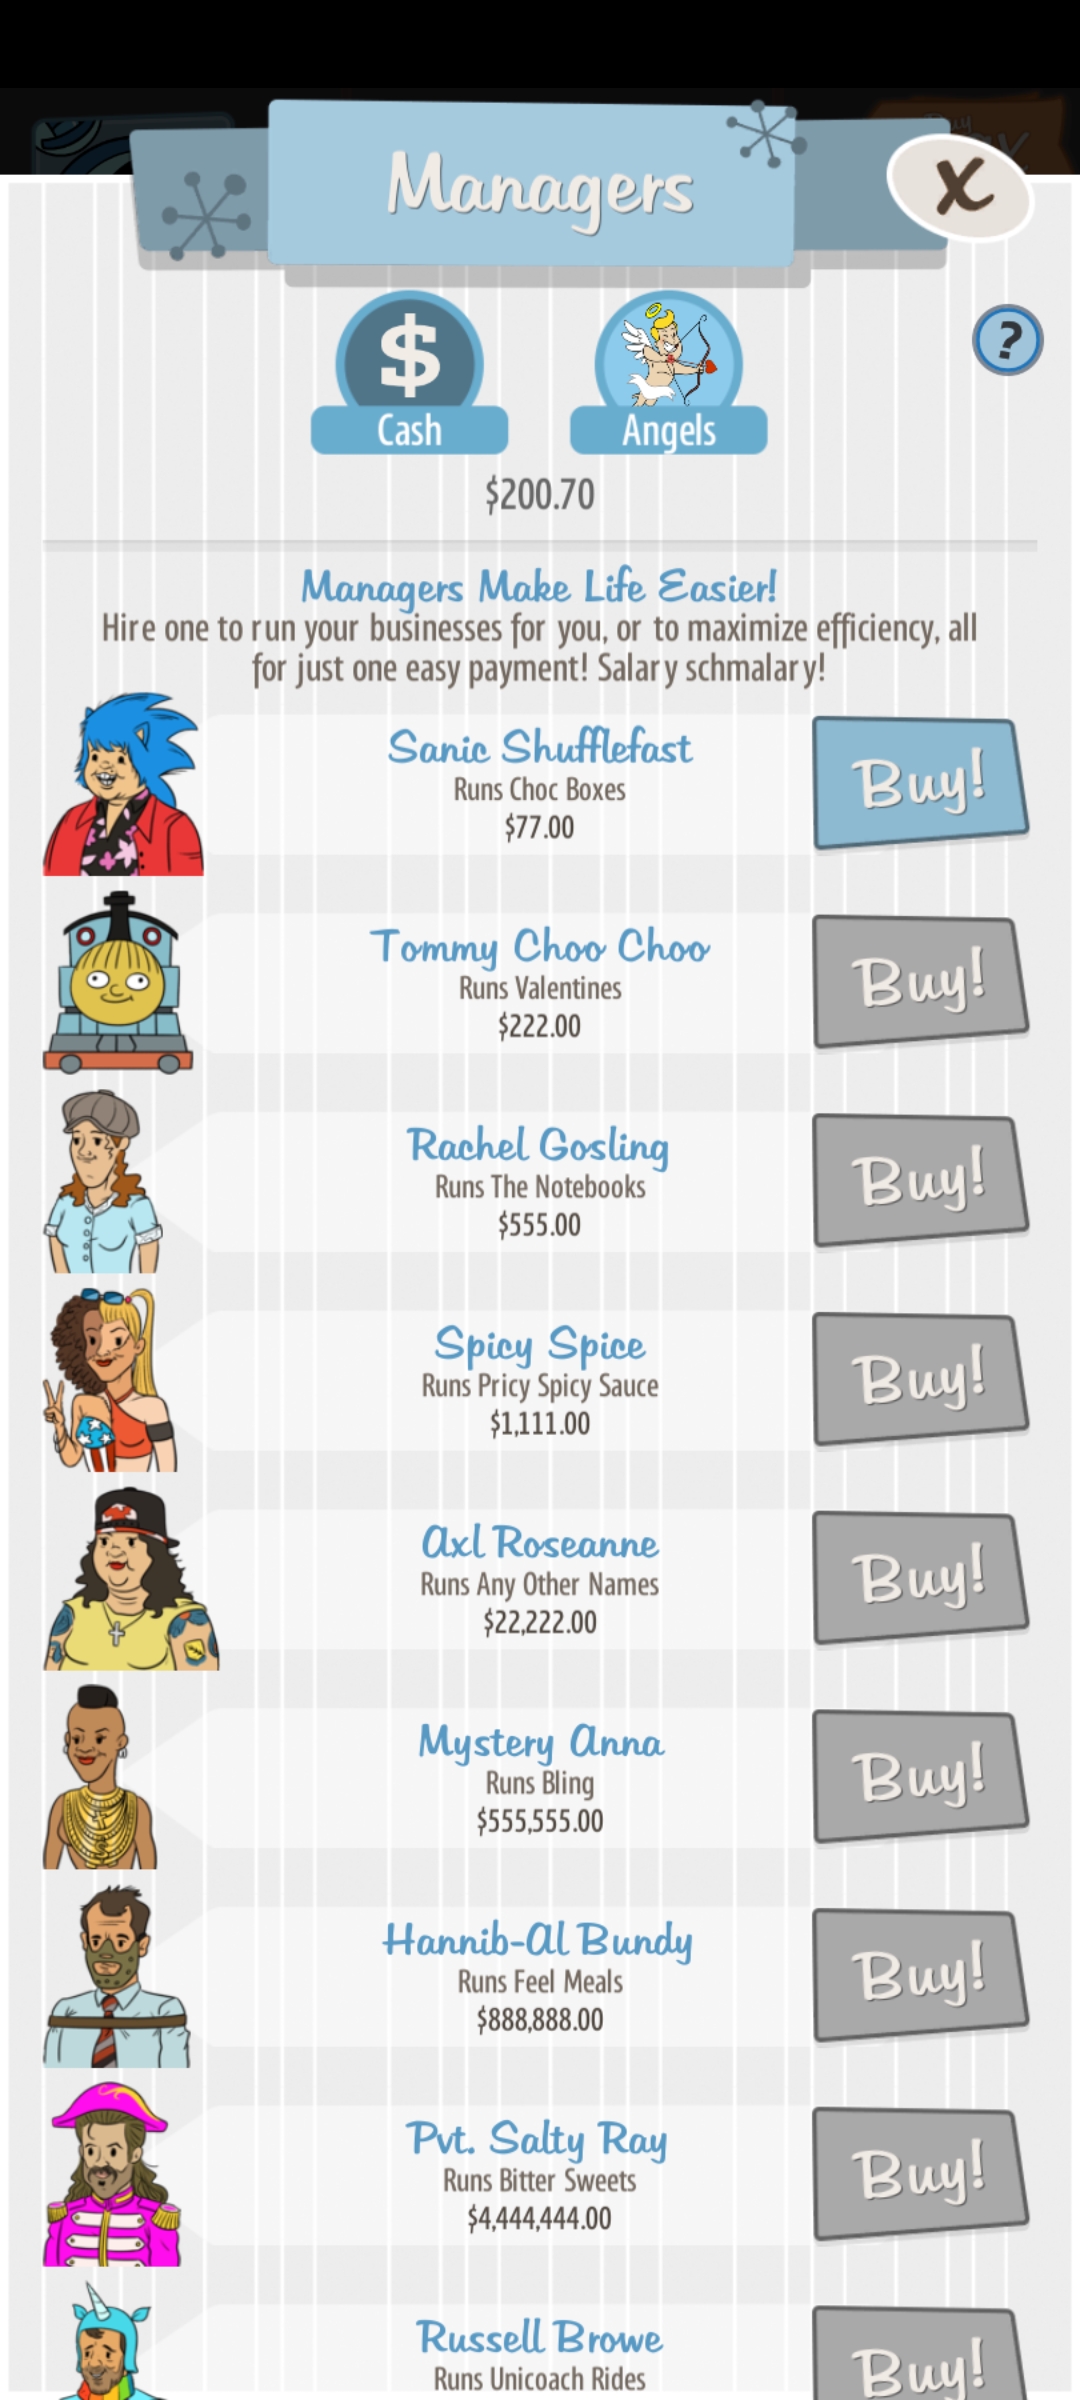 Managers
X
$
?
Cash
Angels
$200.70
Managers Make Life Easier!
Hire one to run your businesses for you, or to maximize efficiency, all
for just one easy payment! Salary schmalary!
Sanic Shufflefast
Runs Choc Boxes
$77.00
Buy!
Tommy Choo Choo
Runs Valentines
$222.00
Buy!
Rachel Gosling
Runs The Notebooks
$555.00
Buy!
Spicy Spice
Runs Pricy Spicy Sauce
$1,111.00
Buy!
Axl Roseanne
Runs Any Other Names
$22,222.00
Buy!
Mystery Anna
Runs Bling
$555,555.00
Buy!
Hannib-Al Bundy
Runs Feel Meals
$888,888.00
Buy!
Pvt. Salty Ray
Runs Bitter Sweets
$4,444,444.00
Buy!
Russell Browe
Runs Unicoach Rides
Buy!